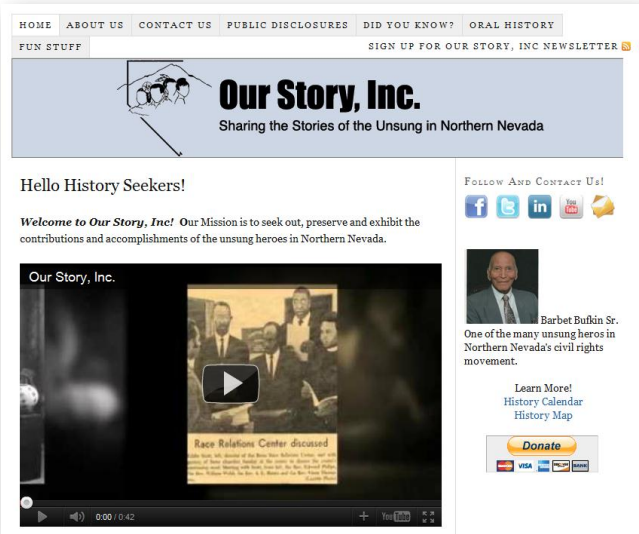 HOME ABOUT US CONTACT US PUBLIC DISCLOSURES DID YOU KNOW? ORAL HISTORY
FUN STUFF
SIGN UP FOR OUR STORY, INC NEWSLETTER
Our Story, Inc.
Sharing the Stories of the Unsung in Northern Nevada
Hello History Seekers!
Welcome to Our Story, Inc! Our Mission is to seek out, preserve and exhibit the
contributions and accomplishments of the unsung heroes in Northern Nevada.
Our Story, Inc.
Race Relations Center discussed
0:00 / 0:42
YouTube
Follow And Contact Us!
f
in
You
Tube
Barbet Bufkin Sr.
One of the many unsung heros in
Northern Nevada's civil rights
movement.
Learn More!
History Calendar
History Map
Donate
VISA
BANK